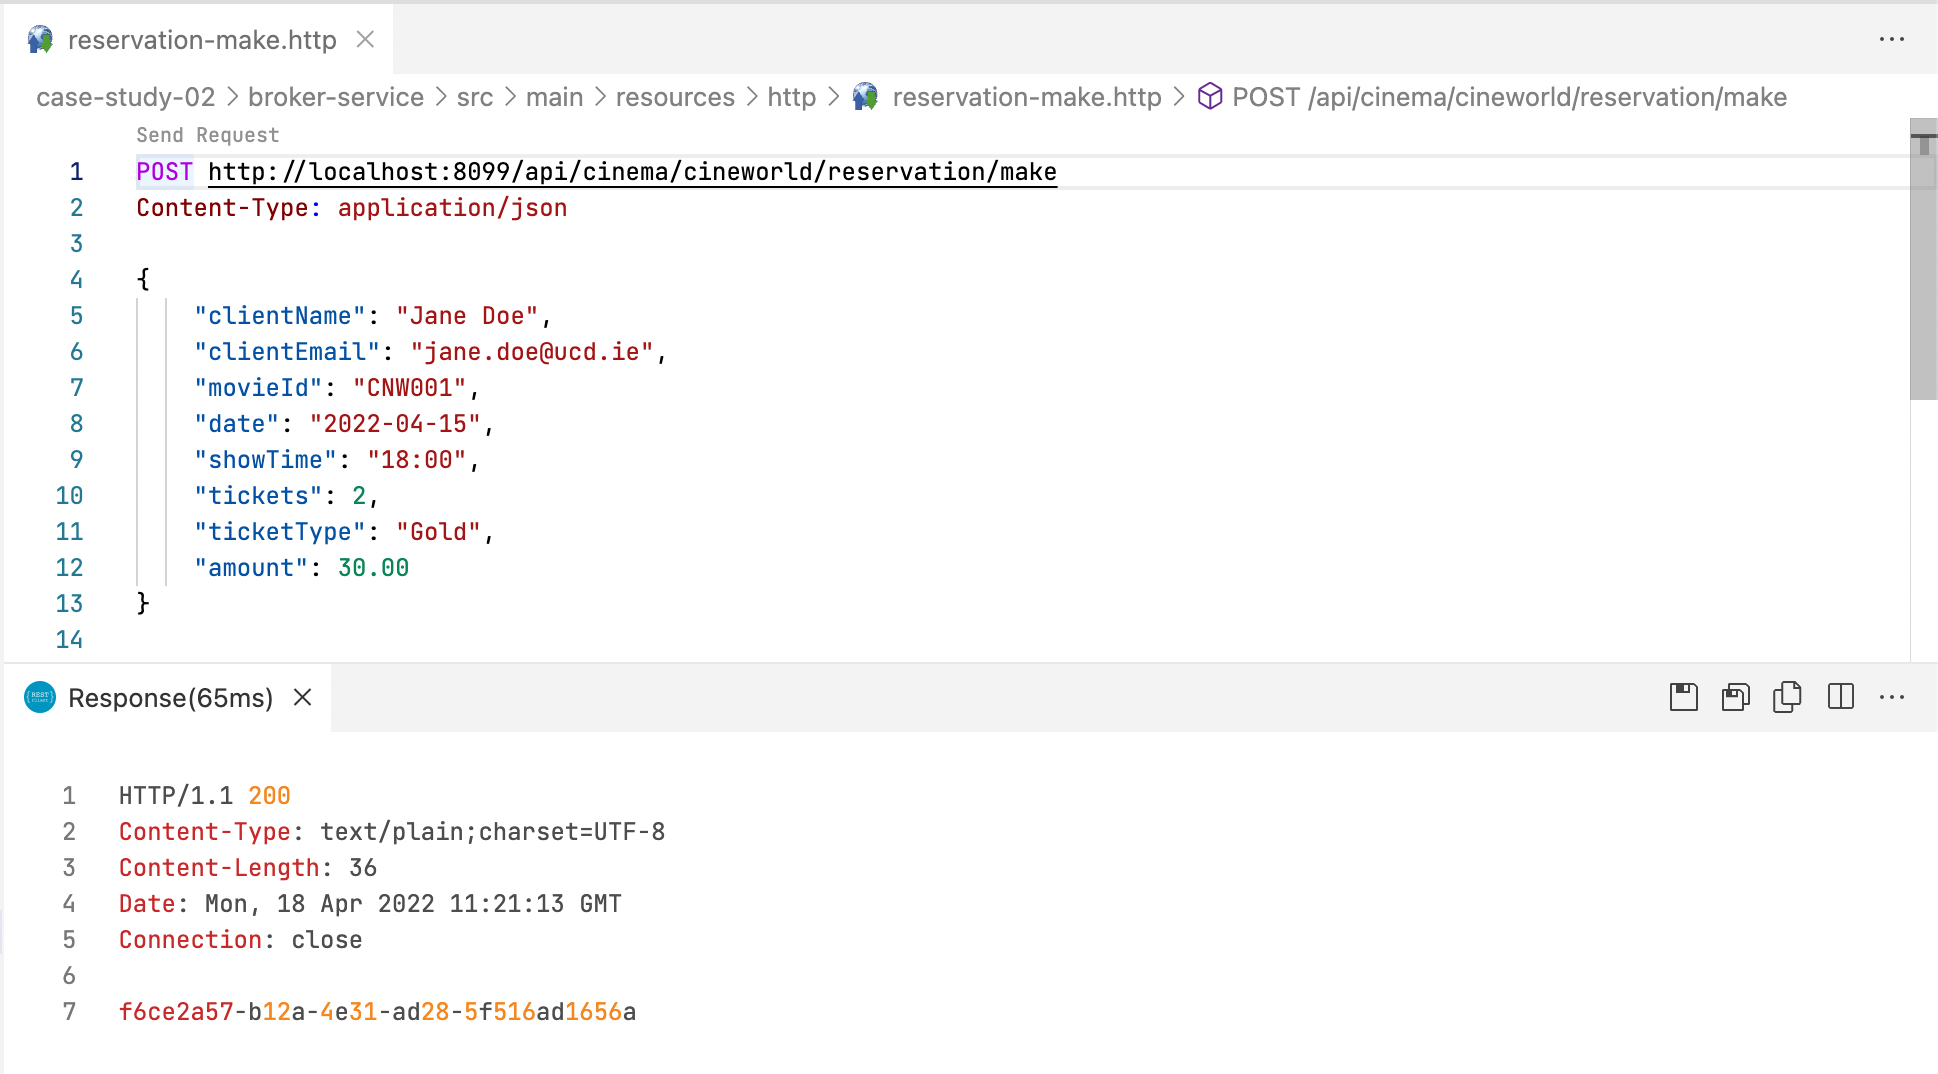 reservation-make.http
case-study-02 > broker-service > src > main > resources > http > reservation-make.http > POST /api/cinema/cineworld/reservation/make
Send Request
1 POST http://localhost:8099/api/cinema/cineworld/reservation/make
2 Content-Type: application/json
3
4 {
5 "clientName": "Jane Doe",
6 "clientEmail": "jane.doe@ucd.ie",
7 "movieId": "CNW001",
8 "date": "2022-04-15",
9 "showTime": "18:00",
10 "tickets": 2,
11 "ticketType": "Gold",
12 "amount": 30.00
13 }
14
Response(65ms)
1 HTTP/1.1 200
2 Content-Type: text/plain;charset=UTF-8
3 Content-Length: 36
4 Date: Mon, 18 Apr 2022 11:21:13 GMT
5 Connection: close
6
7 f6ce2a57-b12a-4e31-ad28-5f516ad1656a